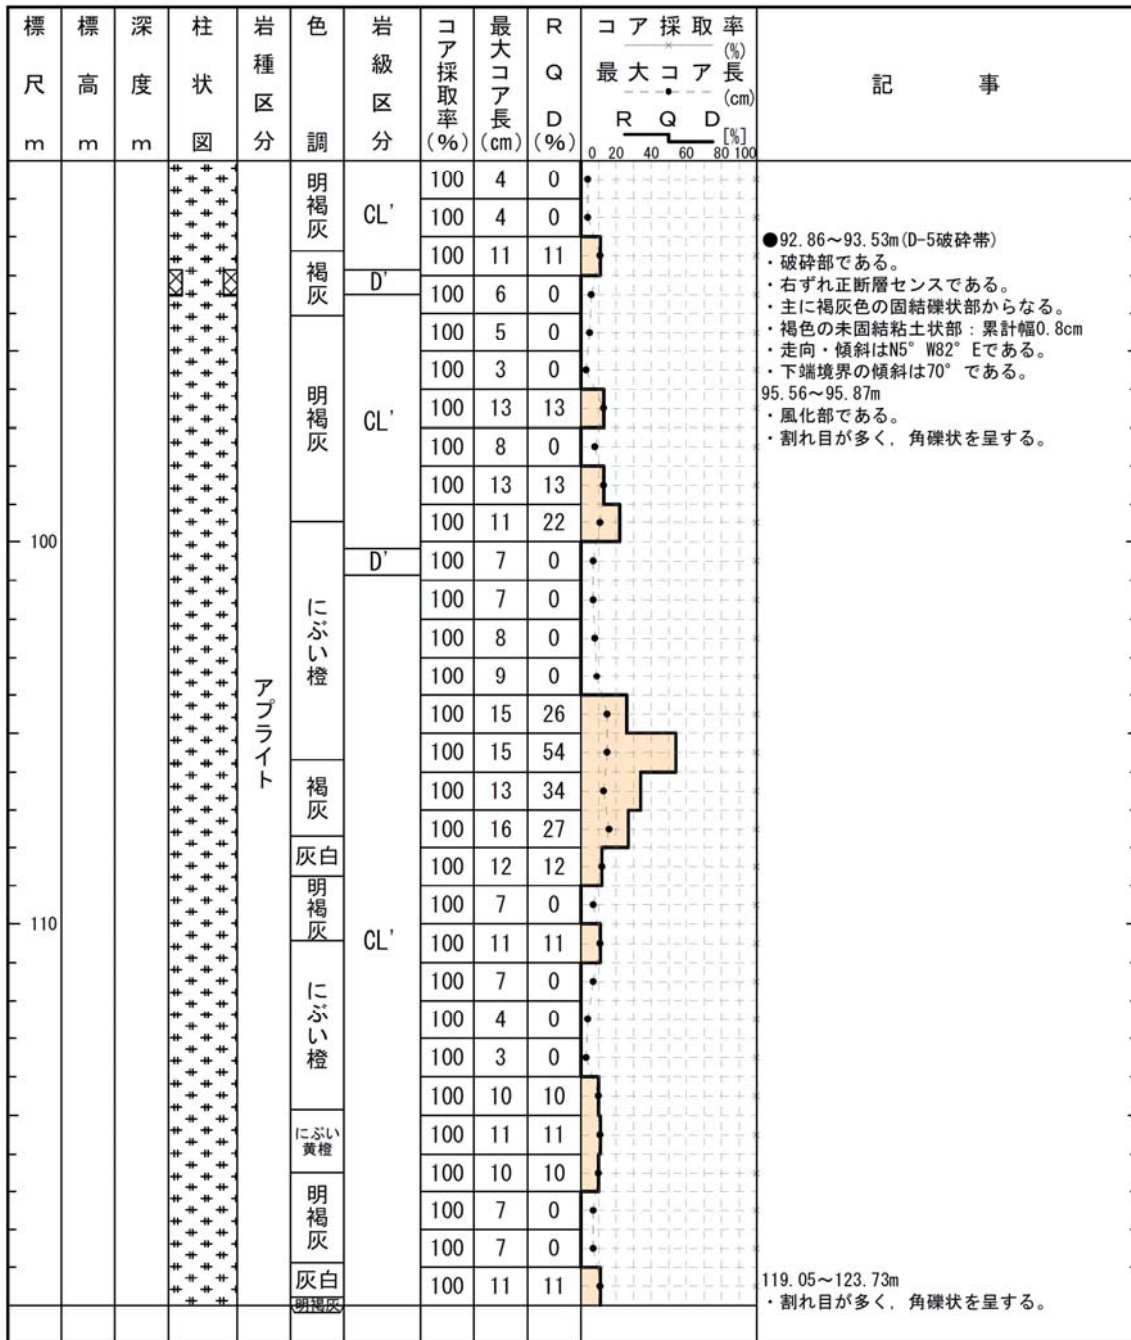 標尺m
標高m
深度m
柱状図
岩種区分
色調
岩級区分
コア採取率(%)
最大コア長(cm)
RQD(%)
コア採取率
(%)
最大コア長
(cm)
RQD
[%]
0 20 40 60 80 100
記事
100
110
アプライト
明褐灰
褐灰
明褐灰
にぶい橙
褐灰
灰白
明褐灰
にぶい橙
にぶい
黄橙
明褐灰
灰白
明褐灰
CL'
D'
CL'
D'
CL'
100 4 0
100 4 0
100 11 11
100 6 0
100 5 0
100 3 0
100 13 13
100 8 0
100 13 13
100 11 22
100 7 0
100 7 0
100 8 0
100 9 0
100 15 26
100 15 54
100 13 34
100 16 27
100 12 12
100 7 0
100 11 11
100 7 0
100 4 0
100 3 0
100 10 10
100 11 11
100 10 10
100 7 0
100 7 0
100 11 11
●92.86～93.53m(D-5破砕帯)
・破砕部である。
・右ずれ正断層センスである。
・主に褐灰色の固結礫状部からなる。
・褐色の未固結粘土状部：累計幅0.8cm
・走向・傾斜はN5°W82°Eである。
・下端境界の傾斜は70°である。
95.56～95.87m
・風化部である。
・割れ目が多く，角礫状を呈する。
119.05～123.73m
・割れ目が多く，角礫状を呈する。